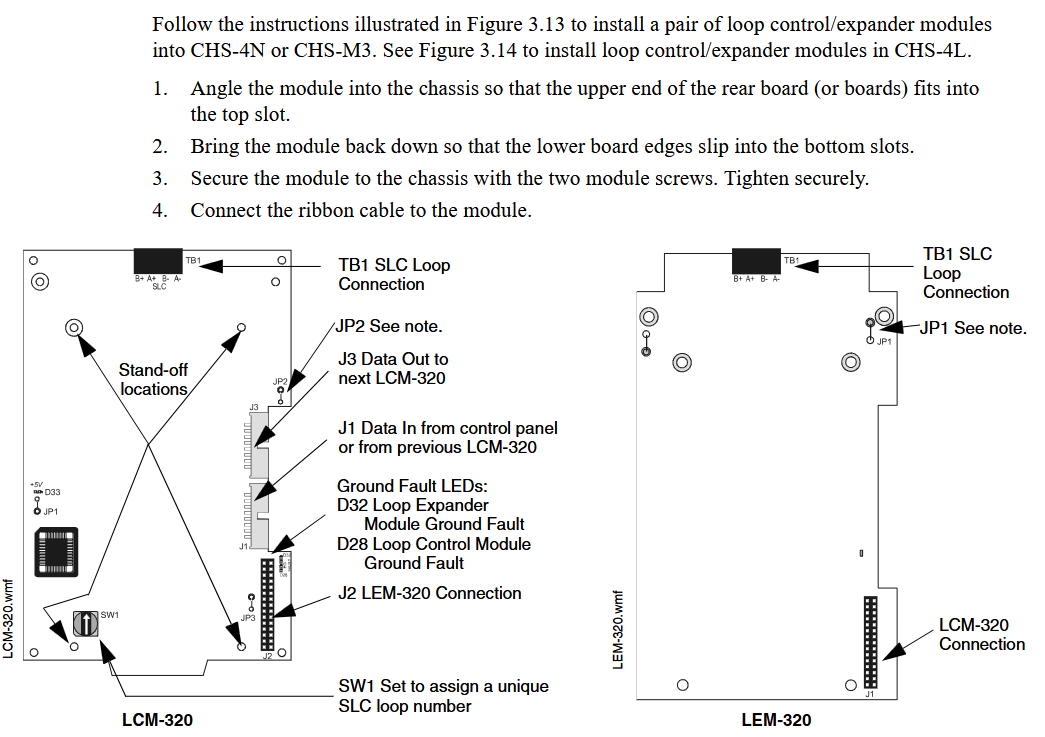 Follow the instructions illustrated in Figure 3.13 to install a pair of loop control/expander modules
into CHS-4N or CHS-M3. See Figure 3.14 to install loop control/expander modules in CHS-4L.
1. Angle the module into the chassis so that the upper end of the rear board (or boards) fits into
the top slot.
2. Bring the module back down so that the lower board edges slip into the bottom slots.
3. Secure the module to the chassis with the two module screws. Tighten securely.
4. Connect the ribbon cable to the module.
TB1
B+ A+ B- A-
SLC
TB1 SLC Loop
Connection
JP2 See note.
Stand-off
locations
JP2
J3 Data Out to
next LCM-320
J3
J1 Data In from control panel
or from previous LCM-320
+5V
D33
JP1
Ground Fault LEDs:
D32 Loop Expander
Module Ground Fault
D28 Loop Control Module
Ground Fault
J1
J2 LEM-320 Connection
SW1
JP3
J2
SW1 Set to assign a unique
SLC loop number
LCM-320.wmf
LCM-320
TB1
B+ A+ B- A-
TB1 SLC
Loop
Connection
JP1 See note.
JP1
LCM-320
Connection
J1
LEM-320.wmf
LEM-320